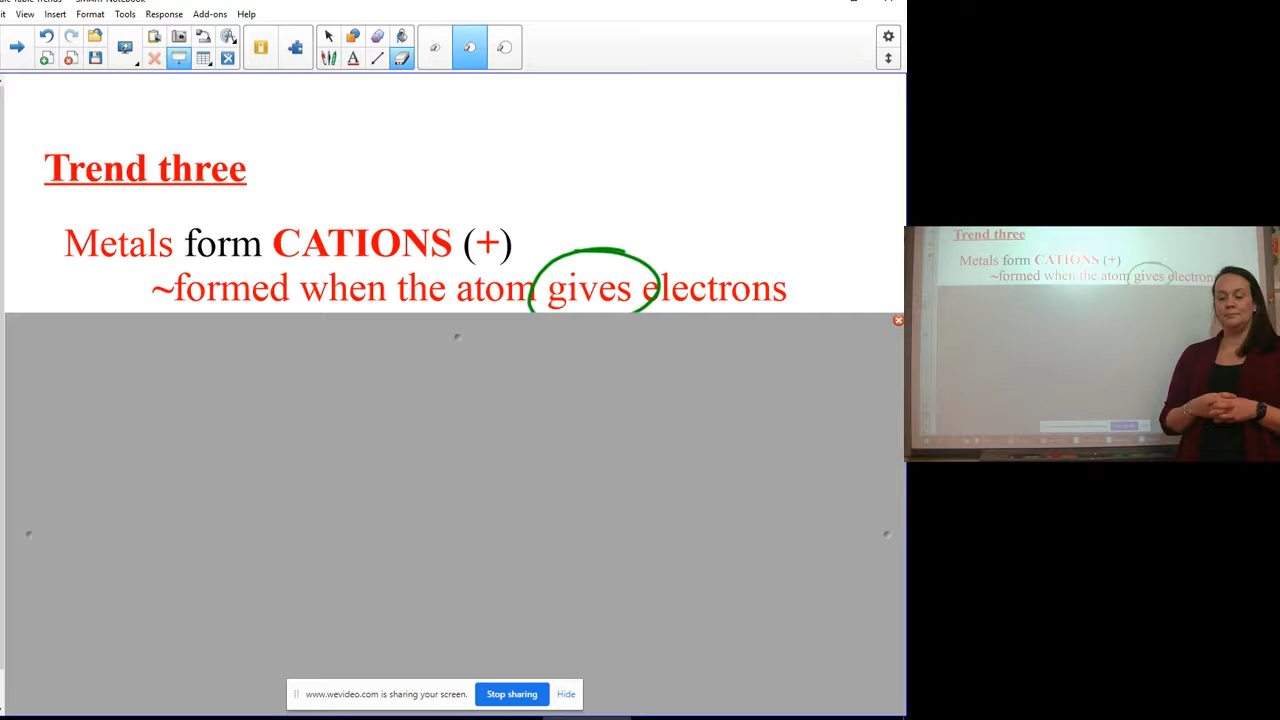 View Insert Format Tools Response Add-ons Help
Trend three
Metals form CATIONS (+)
~formed when the atom gives electrons
www.wevideo.com is sharing your screen. Stop sharing Hide
Trend three
Metals form CATIONS (+)
~formed when the atom gives electrons